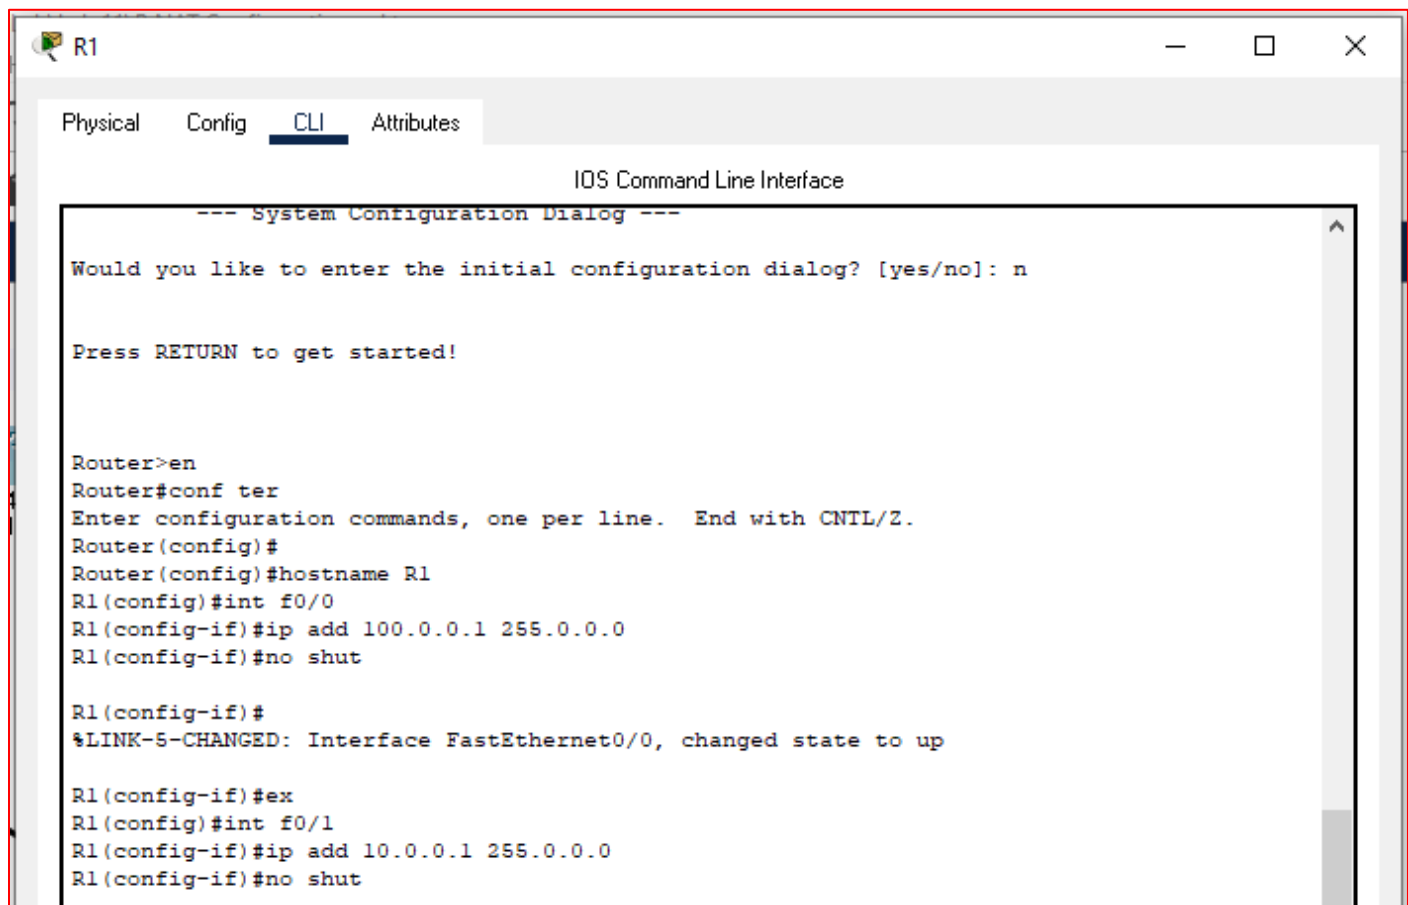 R1
Physical Config CLI Attributes
IOS Command Line Interface
--- System Configuration Dialog ---
Would you like to enter the initial configuration dialog? [yes/no]: n
Press RETURN to get started!
Router>en
Router#conf ter
Enter configuration commands, one per line.  End with CNTL/Z.
Router(config)#
Router(config)#hostname R1
R1(config)#int f0/0
R1(config-if)#ip add 100.0.0.1 255.0.0.0
R1(config-if)#no shut
R1(config-if)#
%LINK-5-CHANGED: Interface FastEthernet0/0, changed state to up
R1(config-if)#ex
R1(config)#int f0/1
R1(config-if)#ip add 10.0.0.1 255.0.0.0
R1(config-if)#no shut